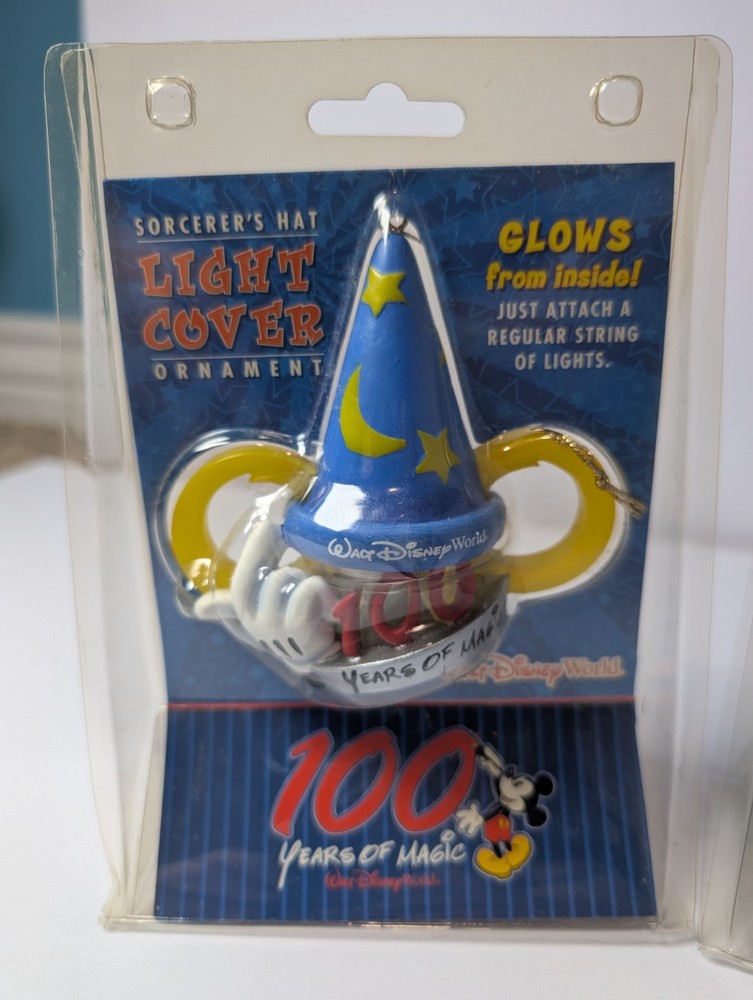 SORCERER'S HAT
LIGHT
COVER
ORNAMENT
GLOWS
from inside!
JUST ATTACH A
REGULAR STRING
OF LIGHTS.
WALT DISNEY World
100
YEARS OF MAGIC
Disney World
100
YEARS OF MAGIC
Walt Disney World